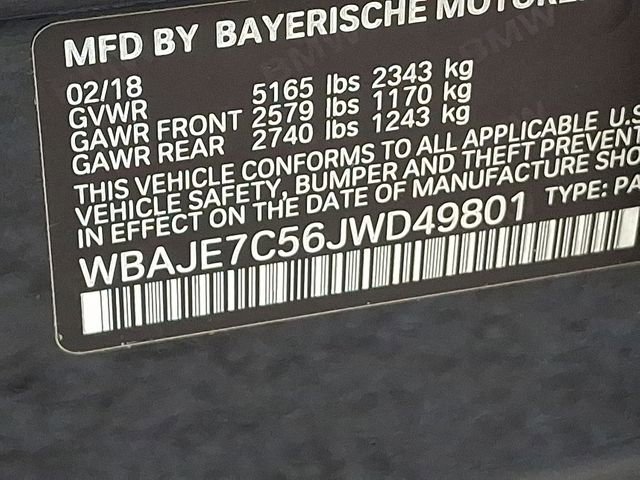 MFD BY BAYERISCHE MOTOREN
02/18
GVWR 5165 lbs 2343 kg
GAWR FRONT 2579 lbs 1170 kg
GAWR REAR 2740 lbs 1243 kg
THIS VEHICLE CONFORMS TO ALL APPLICABLE U.S
VEHICLE SAFETY, BUMPER AND THEFT PREVENT
IN EFFECT ON THE DATE OF MANUFACTURE SHO
WBAJE7C56JWD49801 TYPE: PA